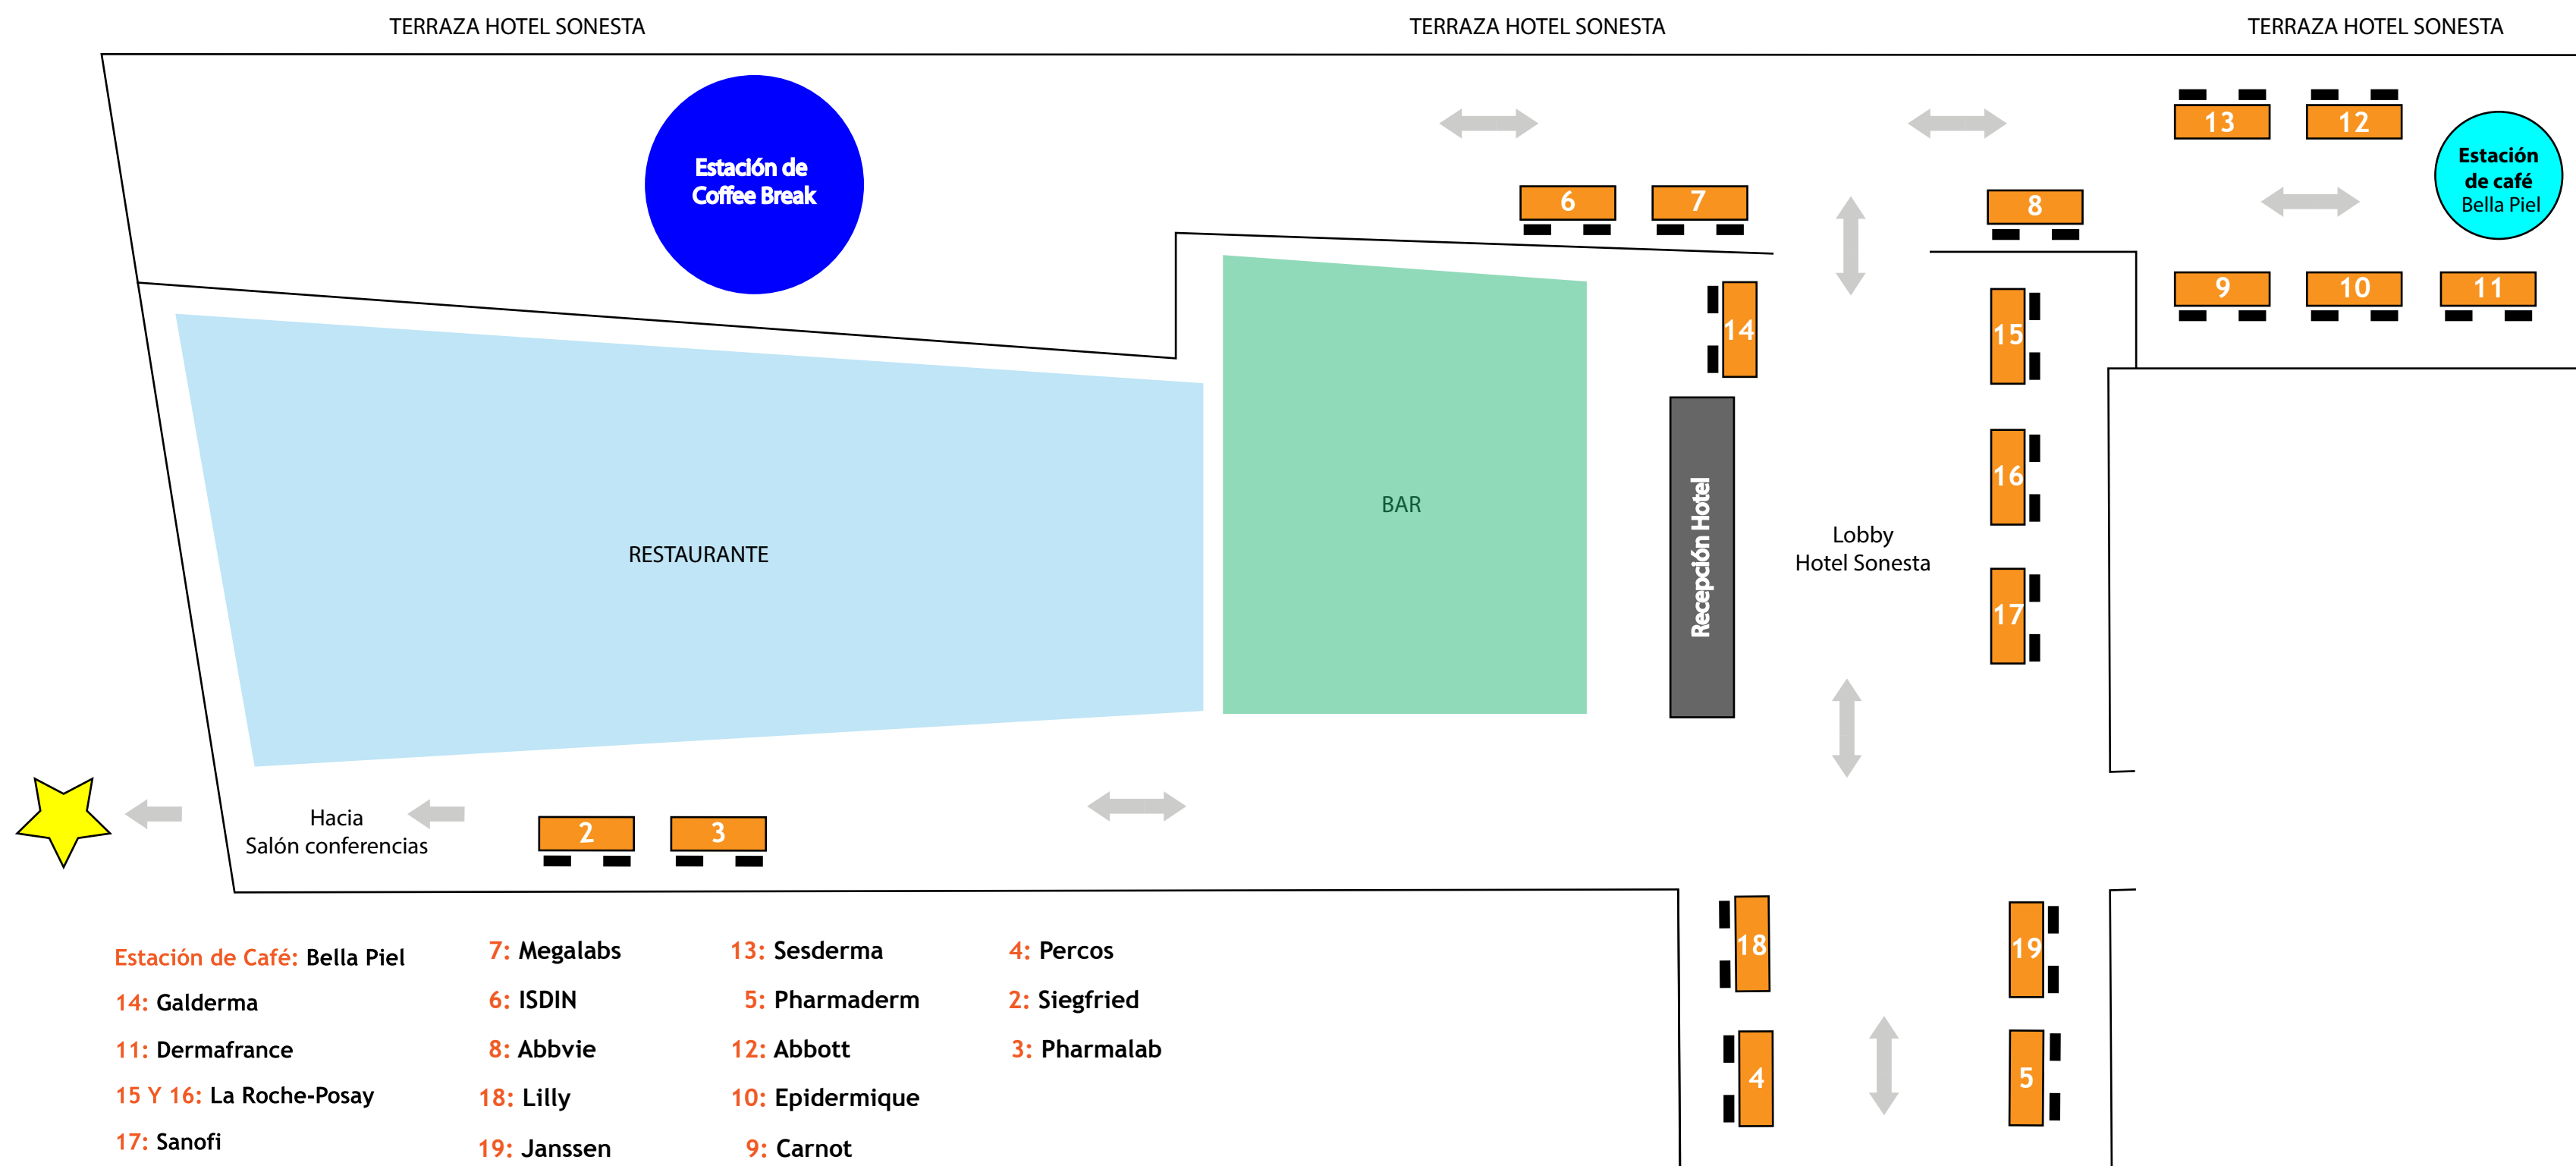 TERRAZA HOTEL SONESTA
TERRAZA HOTEL SONESTA
TERRAZA HOTEL SONESTA
Estación de
Coffee Break
13
12
Estación
de café
Bella Piel
6
7
8
9
10
11
14
15
16
17
RESTAURANTE
BAR
Recepción Hotel
Lobby
Hotel Sonesta
Hacia
Salón conferencias
2
3
18
19
4
5
Estación de Café: Bella Piel
14: Galderma
11: Dermafrance
15 Y 16: La Roche-Posay
17: Sanofi
7: Megalabs
6: ISDIN
8: Abbvie
18: Lilly
19: Janssen
13: Sesderma
5: Pharmaderm
12: Abbott
10: Epidermique
9: Carnot
4: Percos
2: Siegfried
3: Pharmalab